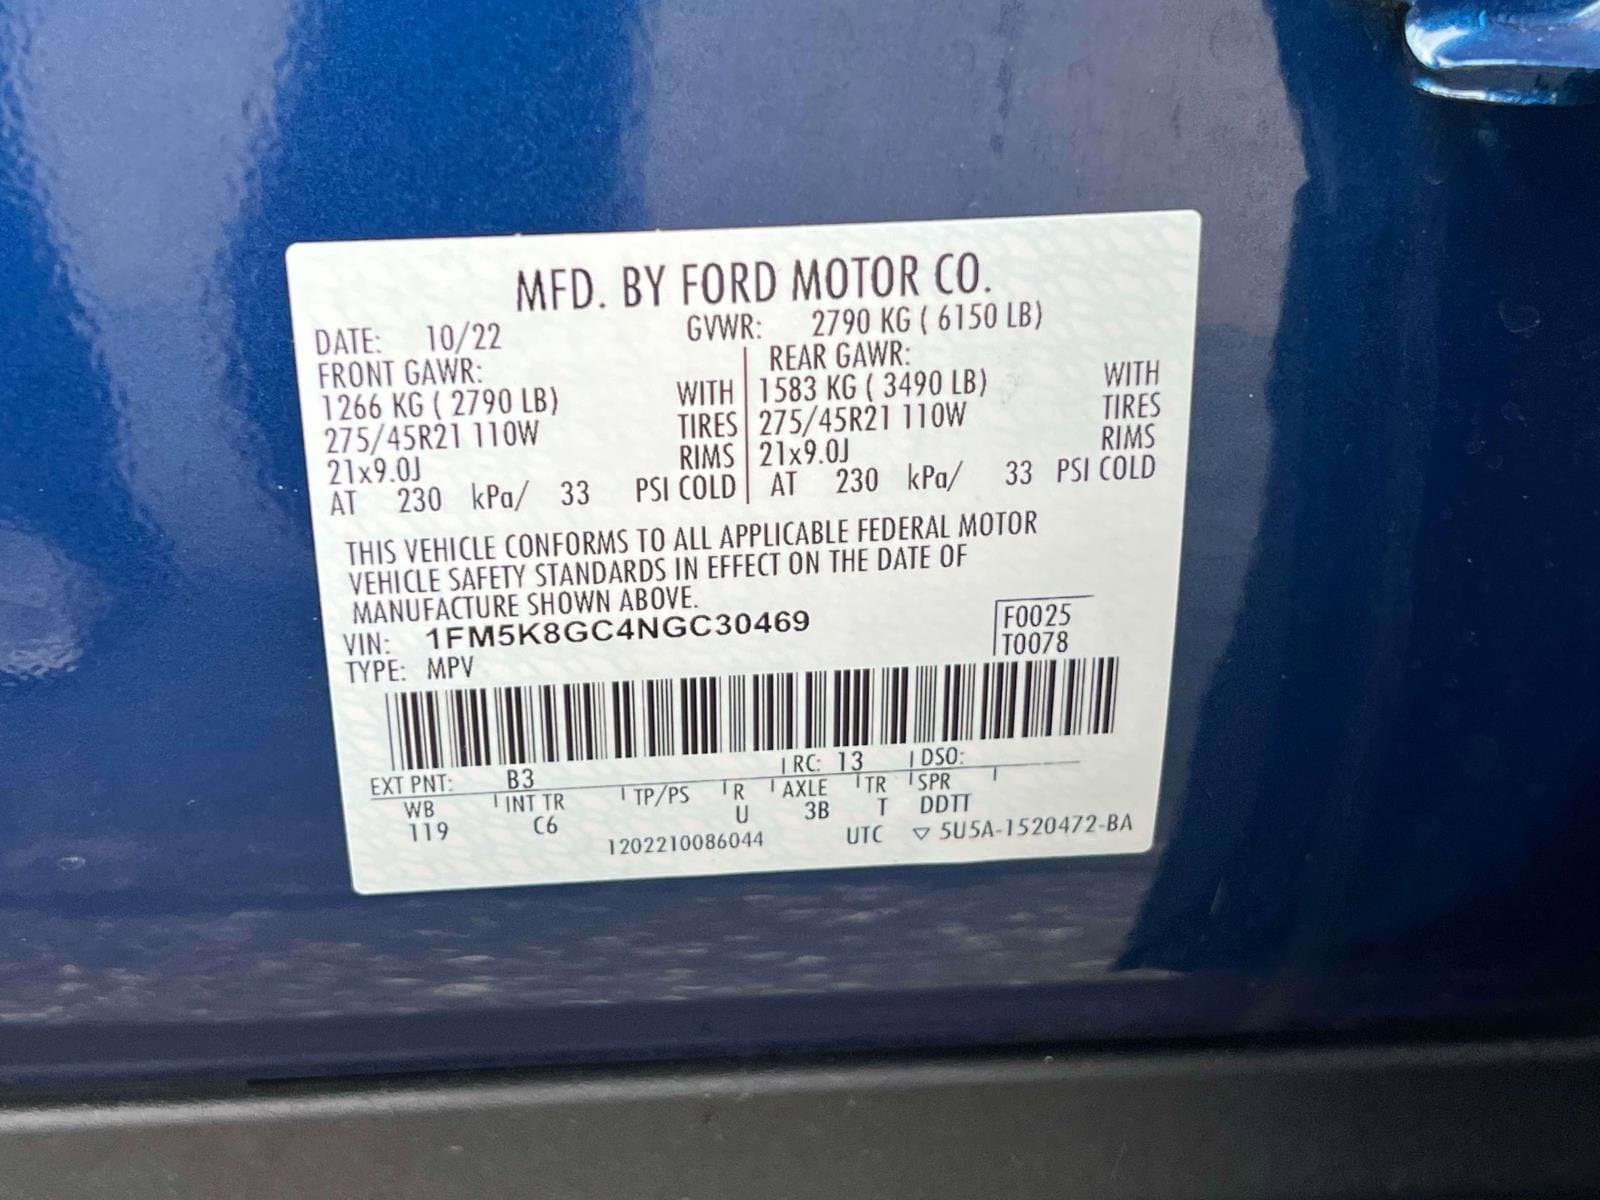 MFD. BY FORD MOTOR CO.
DATE: 10/22 GVWR: 2790 KG ( 6150 LB)
FRONT GAWR: REAR GAWR:
1266 KG ( 2790 LB) WITH 1583 KG ( 3490 LB) WITH
275/45R21 110W TIRES 275/45R21 110W TIRES
21x9.0J RIMS 21x9.0J RIMS
AT 230 kPa/ 33 PSI COLD AT 230 kPa/ 33 PSI COLD
THIS VEHICLE CONFORMS TO ALL APPLICABLE FEDERAL MOTOR
VEHICLE SAFETY STANDARDS IN EFFECT ON THE DATE OF
MANUFACTURE SHOWN ABOVE.
VIN: 1FM5K8GC4NGC30469 F0025
TYPE: MPV T0078
EXT PNT: B3 RC: 13 DSO:
WB INT TR TP/PS R AXLE TR SPR
119 C6 U 3B T DDTT
1202210086044 UTC ▽ 5U5A-1520472-BA